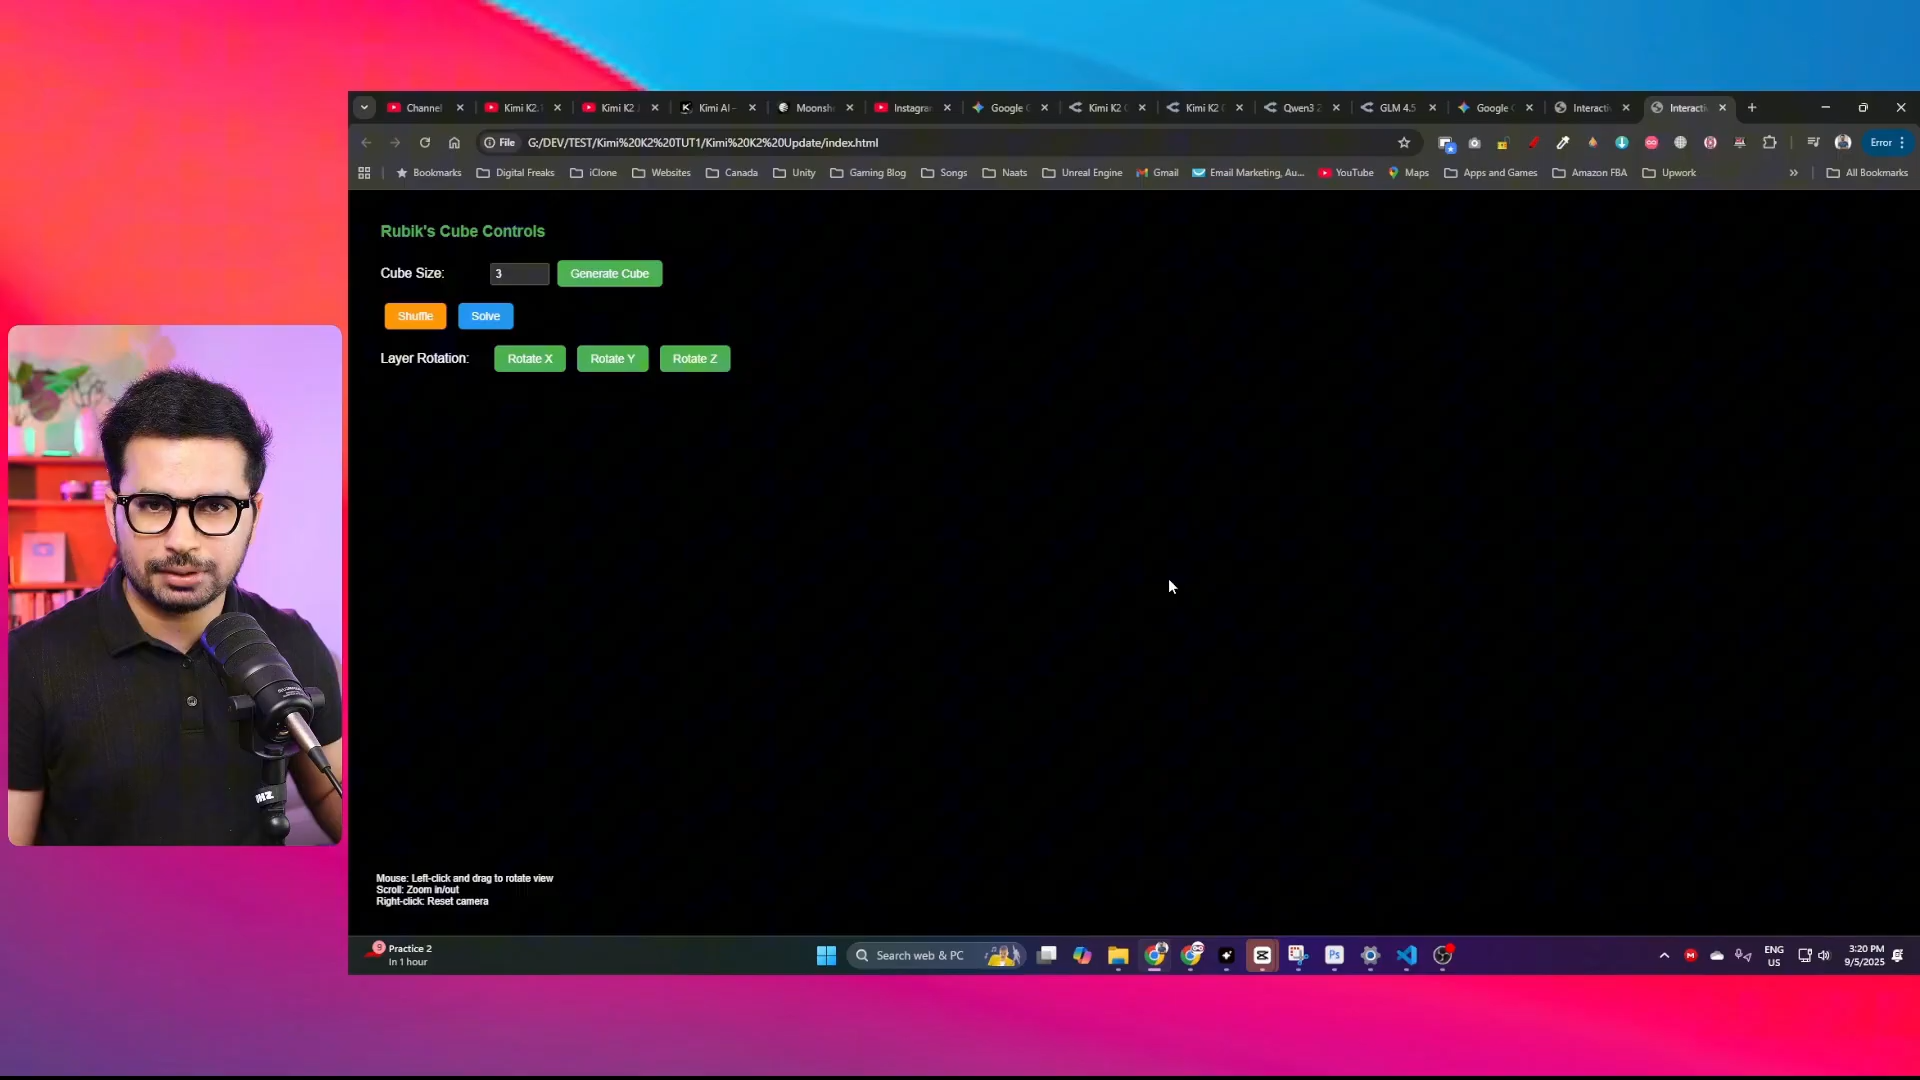 Channel
Kimi K2.
Kimi K2
Kimi AI -
Moonsh
Instagra
Google
Kimi K2
Kimi K2
Qwen3
GLM 4.5
Google
Interacti
Interacti
File
G:/DEV/TEST/Kimi%20K2%20TUT1/Kimi%20K2%20Update/index.html
Error
Bookmarks
Digital Freaks
iClone
Websites
Canada
Unity
Gaming Blog
Songs
Naats
Unreal Engine
Gmail
Email Marketing, Au...
YouTube
Maps
Apps and Games
Amazon FBA
Upwork
All Bookmarks
Rubik's Cube Controls
Cube Size:
3
Generate Cube
Shuffle
Solve
Layer Rotation:
Rotate X
Rotate Y
Rotate Z
Mouse: Left-click and drag to rotate view
Scroll: Zoom in/out
Right-click: Reset camera
9
Practice 2
In 1 hour
Search web & PC
Ps
ENG
US
3:20 PM
9/5/2025